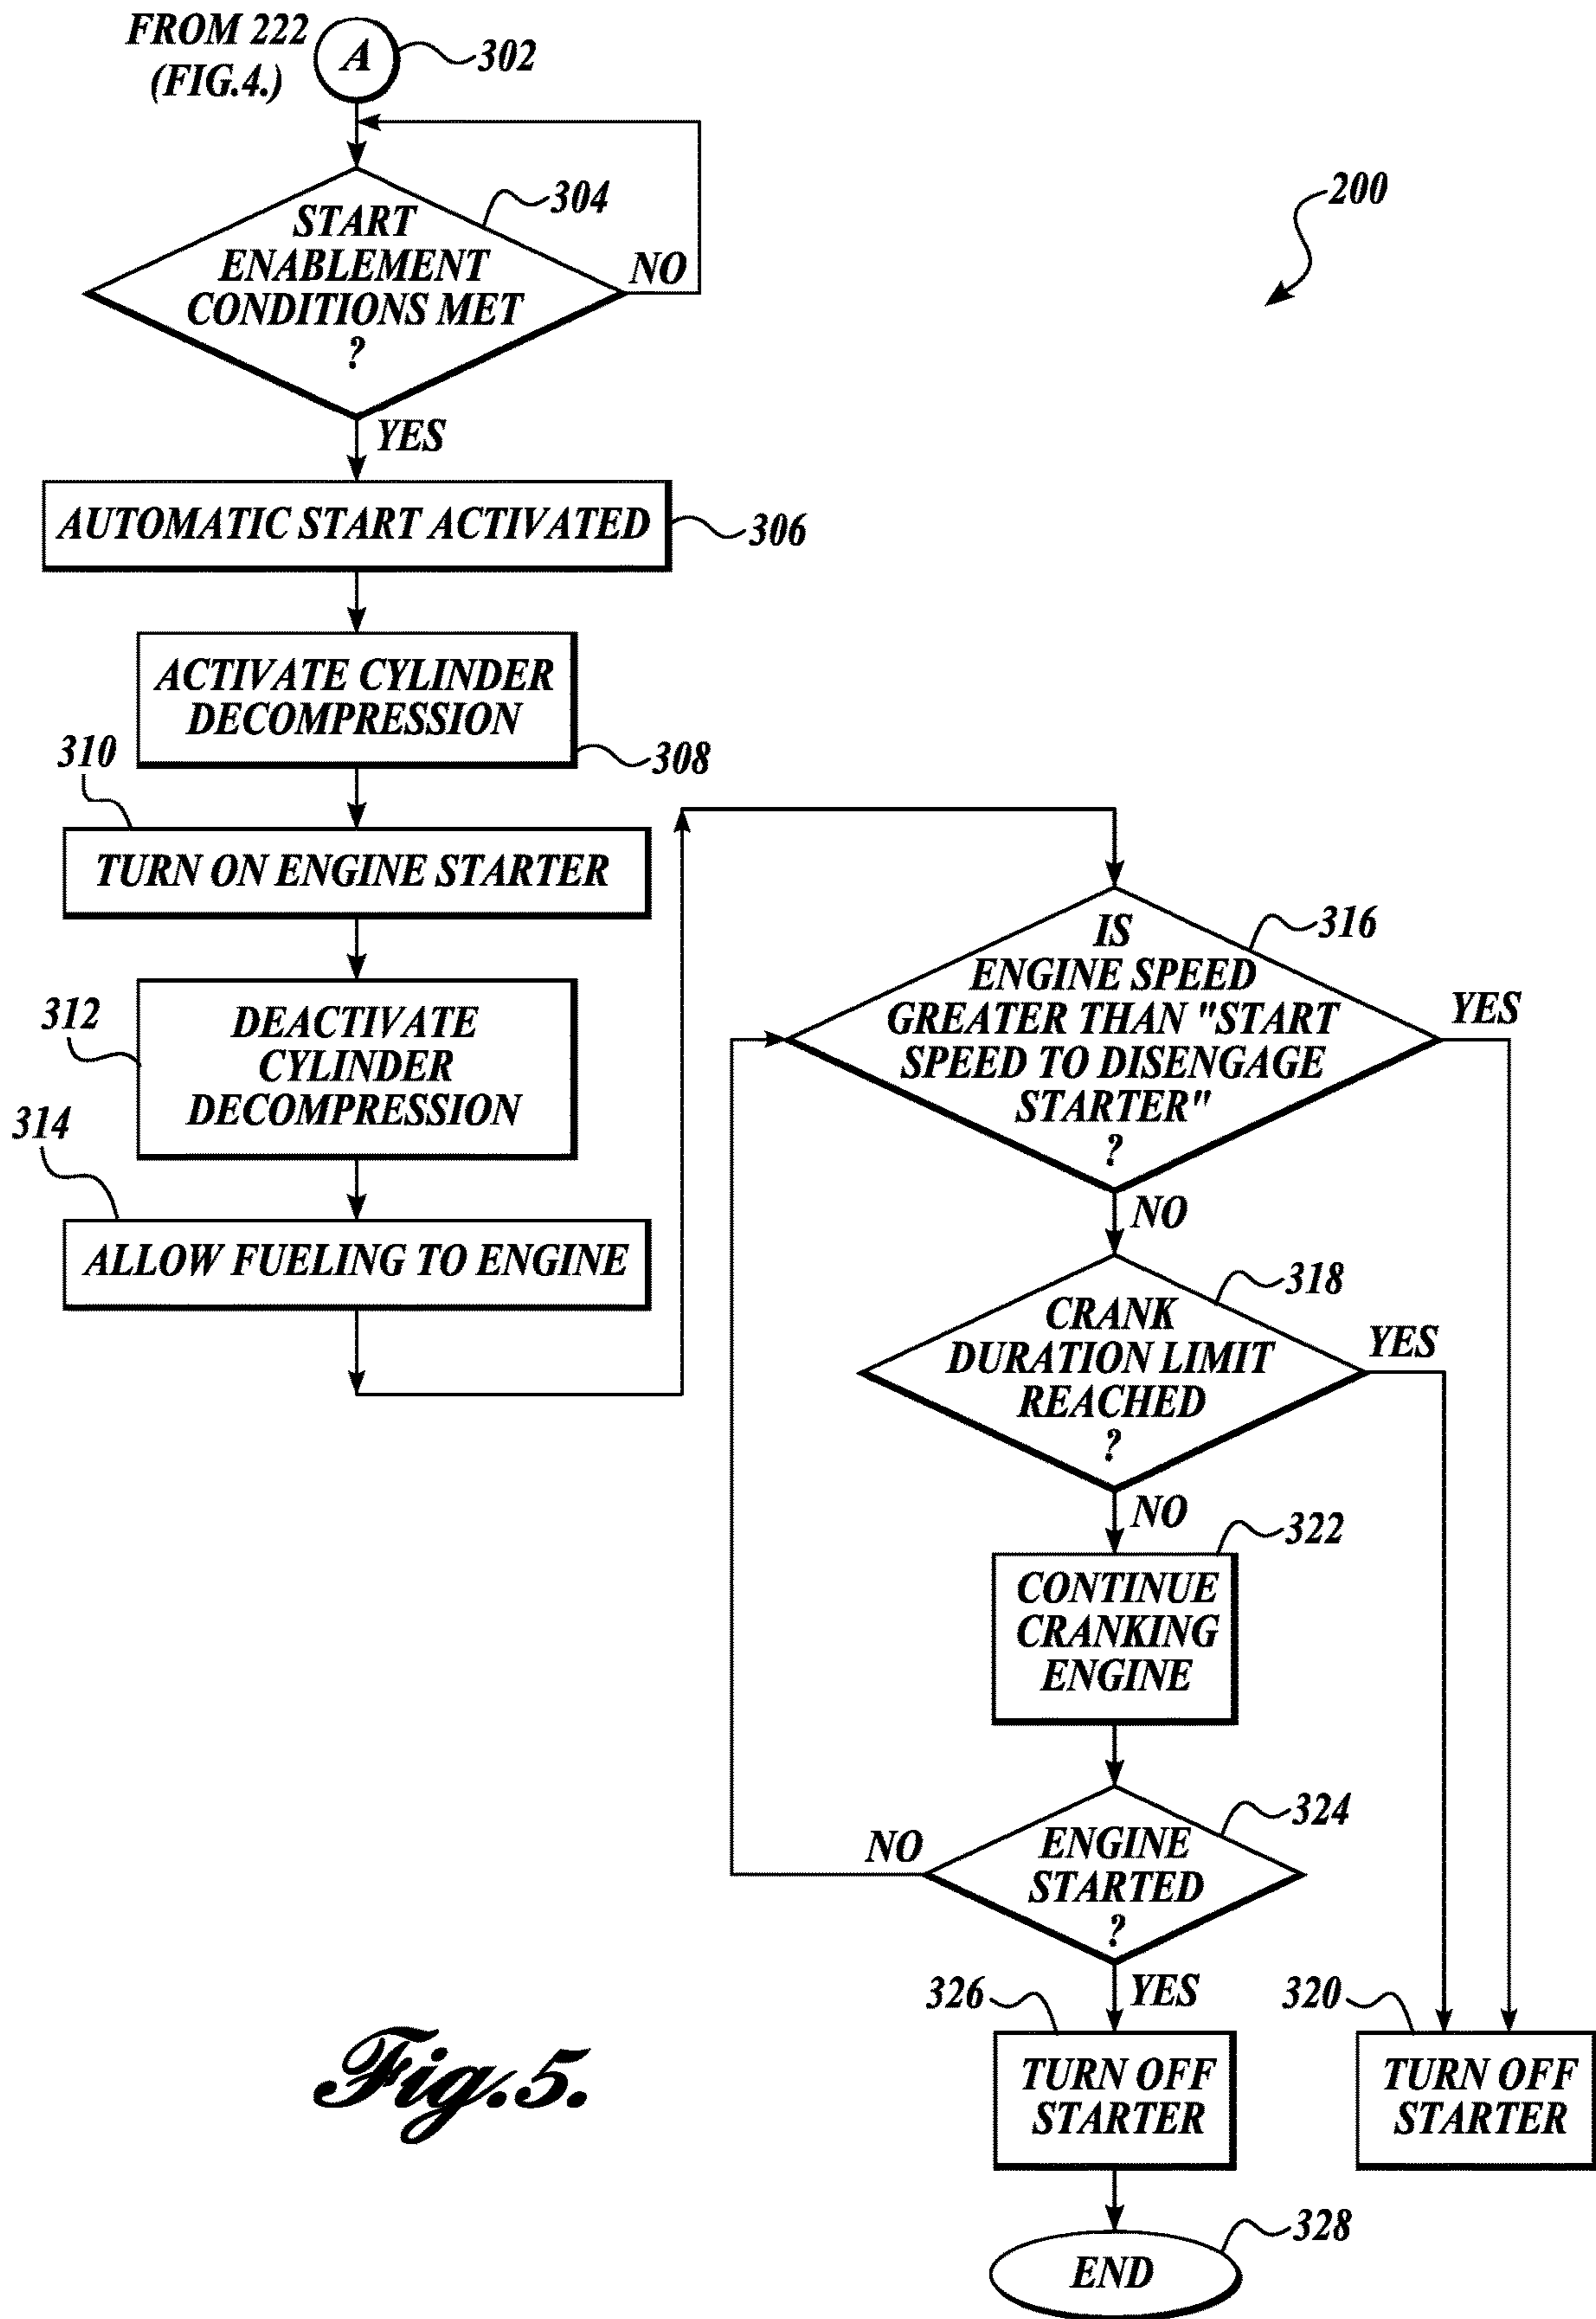 FROM 222
(FIG.4.)
A
302
200
304
START
ENABLEMENT
CONDITIONS MET
?
NO
YES
AUTOMATIC START ACTIVATED
306
ACTIVATE CYLINDER
DECOMPRESSION
308
310
TURN ON ENGINE STARTER
312
DEACTIVATE
CYLINDER
DECOMPRESSION
314
ALLOW FUELING TO ENGINE
316
IS
ENGINE SPEED
GREATER THAN "START
SPEED TO DISENGAGE
STARTER"
?
YES
NO
318
CRANK
DURATION LIMIT
REACHED
?
YES
NO
322
CONTINUE
CRANKING
ENGINE
324
ENGINE
STARTED
?
NO
YES
326
TURN OFF
STARTER
320
TURN OFF
STARTER
328
END
Fig.5.